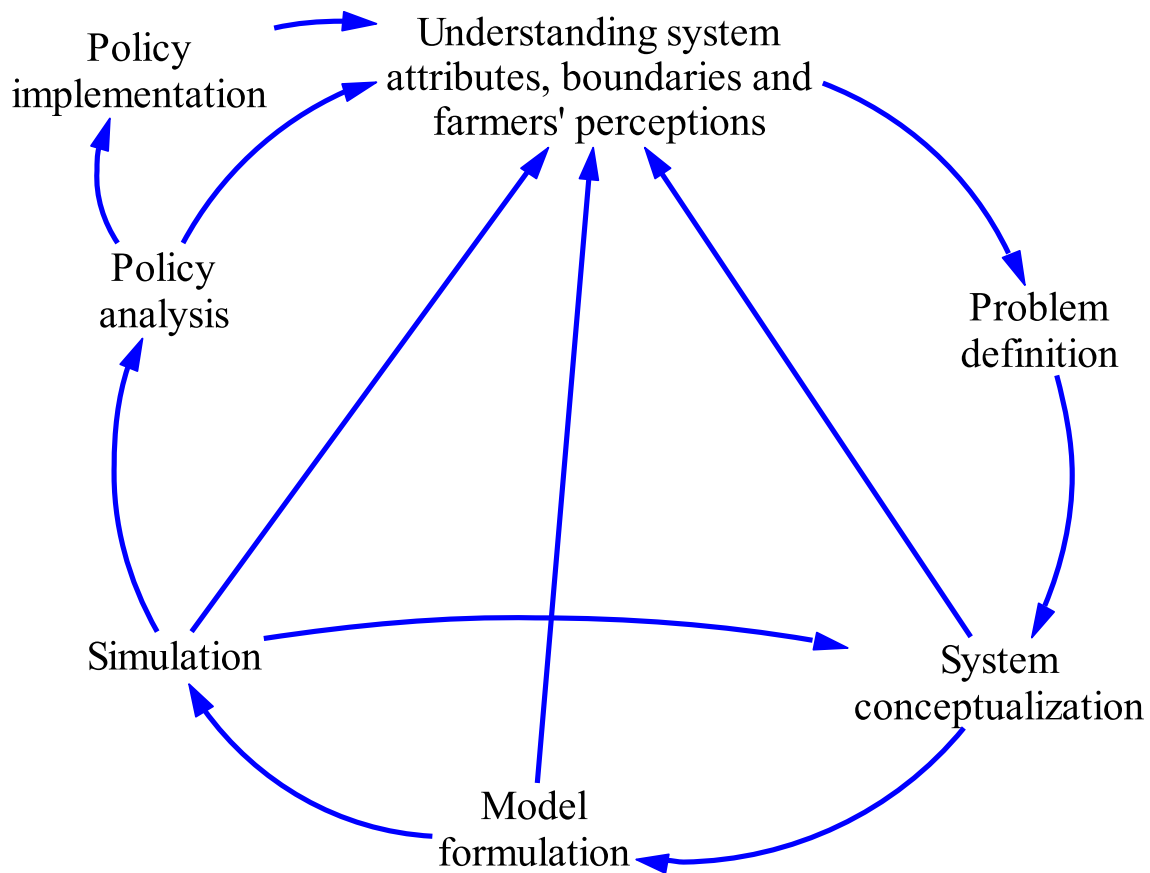 Policy
implementation
Understanding system
attributes, boundaries and
farmers' perceptions
Policy
analysis
Problem
definition
Simulation
System
conceptualization
Model
formulation